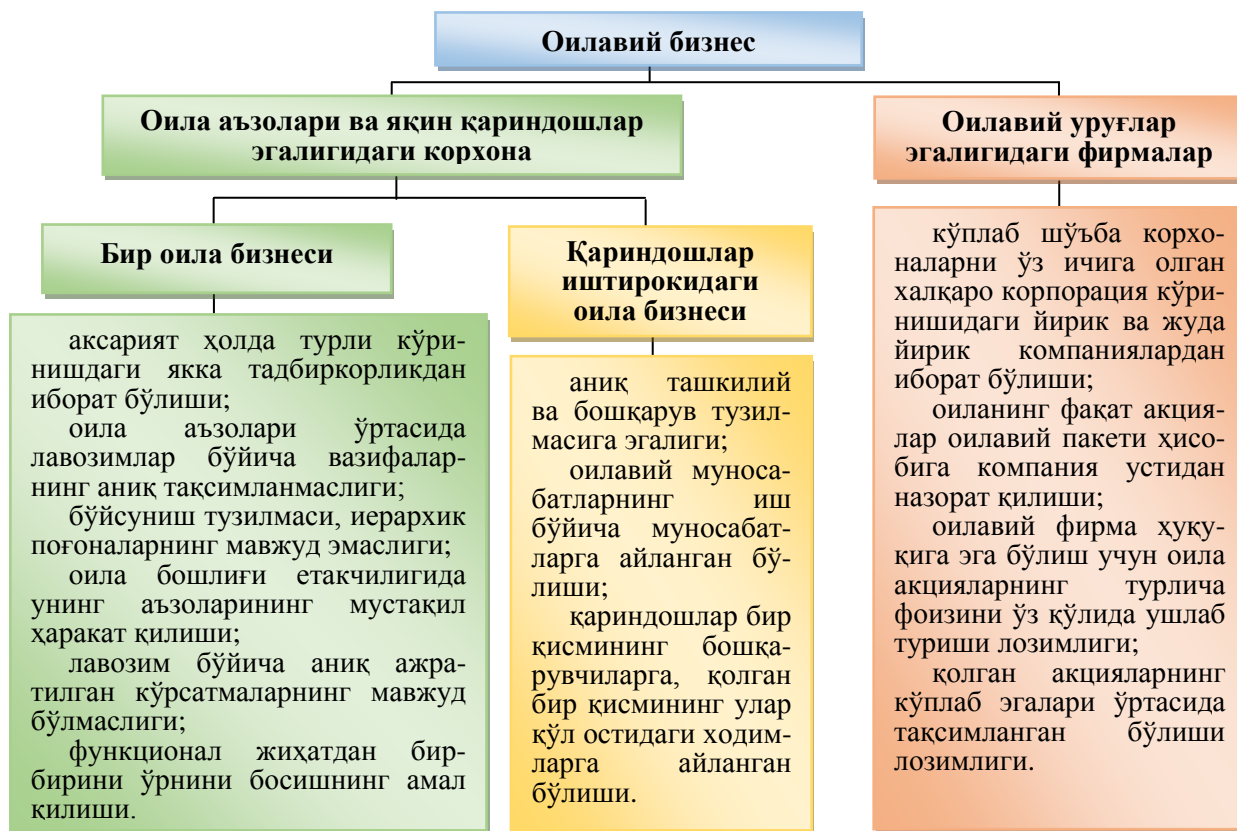 Оилавий бизнес
Оила аъзолари ва яқин қариндошлар
эгалигидаги корхона
Оилавий уруғлар
эгалигидаги фирмалар
Бир оила бизнеси
аксарият ҳолда турли кўри-
нишдаги якка тадбиркорликдан
иборат бўлиши;
оила аъзолари ўртасида
лавозимлар бўйича вазифалар-
нинг аниқ тақсимланмаслиги;
бўйсуниш тузилмаси, иерархик
поғоналарнинг мавжуд эмаслиги;
оила бошлиғи етакчилигида
унинг аъзоларининг мустақил
ҳаракат қилиши;
лавозим бўйича аниқ ажра-
тилган кўрсатмаларнинг мавжуд
бўлмаслиги;
функционал жиҳатдан бир-
бирини ўрнини босишнинг амал
қилиши.
Қариндошлар
иштирокидаги
оила бизнеси
аниқ ташкилий
ва бошқарув тузил-
масига эгалиги;
оилавий муноса-
батларнинг иш
бўйича муносабат-
ларга айланган бў-
лиши;
қариндошлар бир
қисмининг бошқа-
рувчиларга, қолган
бир қисмининг улар
қўл остидаги ходим-
ларга айланган
бўлиши.
кўплаб шўъба корхо-
наларни ўз ичига олган
халқаро корпорация кўри-
нишидаги йирик ва жуда
йирик компаниялардан
иборат бўлиши;
оиланинг фақат акция-
лар оилавий пакети ҳисо-
бига компания устидан
назорат қилиши;
оилавий фирма ҳуқу-
қига эга бўлиш учун оила
акцияларнинг турлича
фоизини ўз қўлида ушлаб
туриши лозимлиги;
қолган акцияларнинг
кўплаб эгалари ўртасида
тақсимланган бўлиши
лозимлиги.